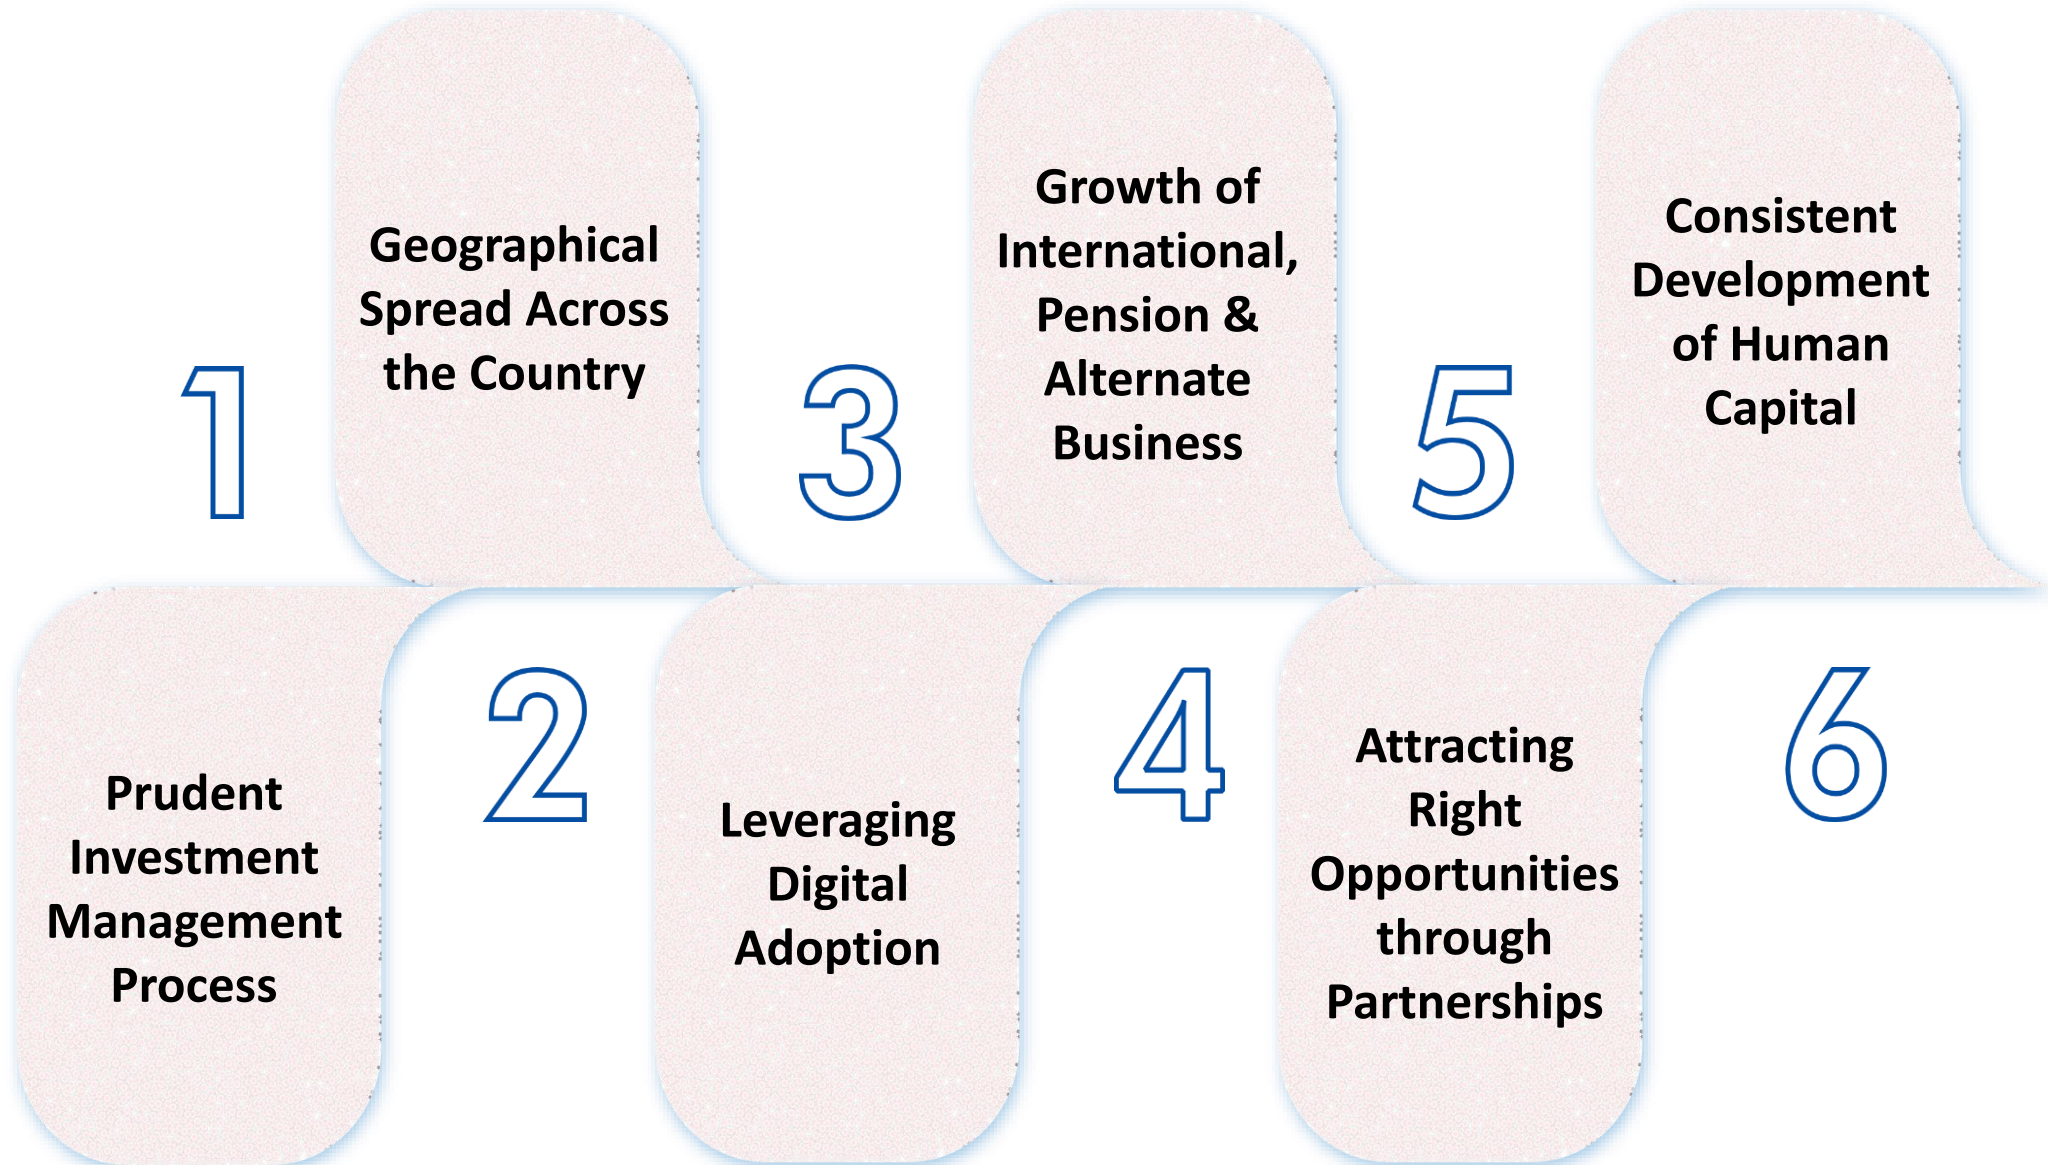 1
Prudent
Investment
Management
Process
Geographical
Spread Across
the Country
2
3
Leveraging
Digital
Adoption
Growth of
International,
Pension &
Alternate
Business
4
5
Attracting
Right
Opportunities
through
Partnerships
Consistent
Development
of Human
Capital
6